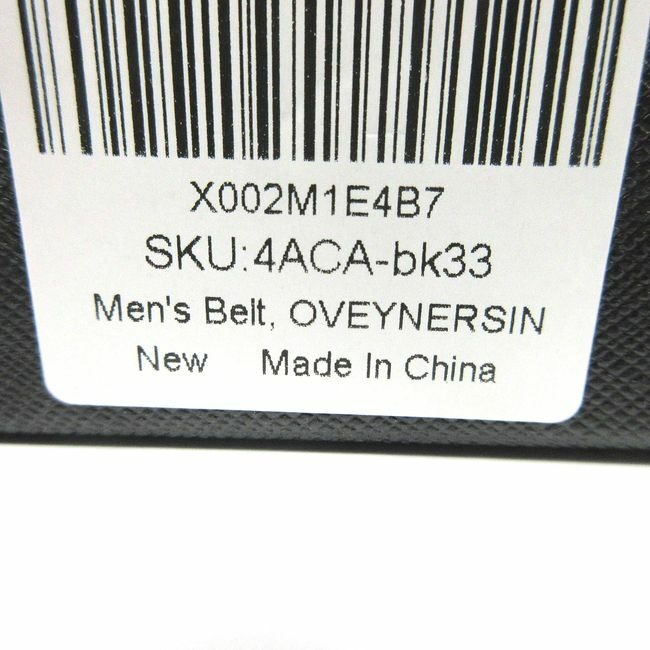 X002M1E4B7
SKU:4ACA-bk33
Men's Belt, OVEYNERSIN
New Made In China